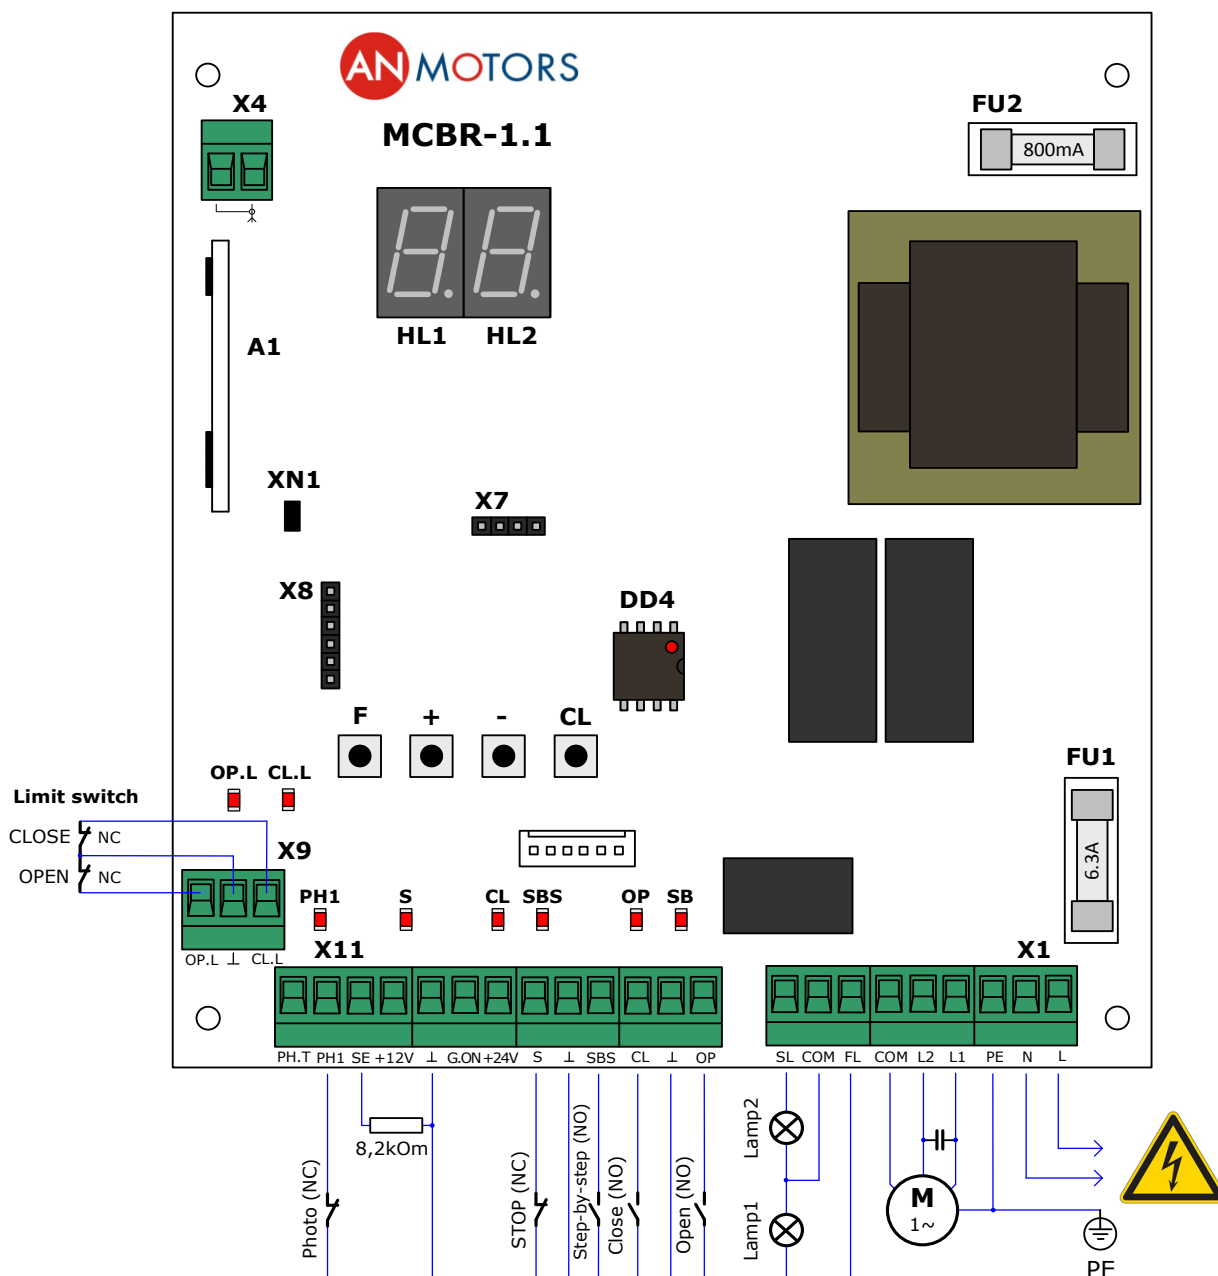 AN MOTORS
X4
FU2
MCBR-1.1
800mA
HL1 HL2
A1
XN1
X7
X8
DD4
F + - CL
OP.L CL.L
FU1
Limit switch
CLOSE NC
X9
OPEN NC
6.3A
PH1 S CL SBS OP SB
X11
X1
OP.L ⊥ CL.L
PH.T PH1 SE +12V ⊥ G.ON +24V S ⊥ SBS CL ⊥ OP
SL COM FL COM L2 L1 PE N L
8,2kOm
Photo (NC)
STOP (NC)
Step-by-step (NO)
Close (NO)
Open (NO)
Lamp2
Lamp1
M
1~
PE